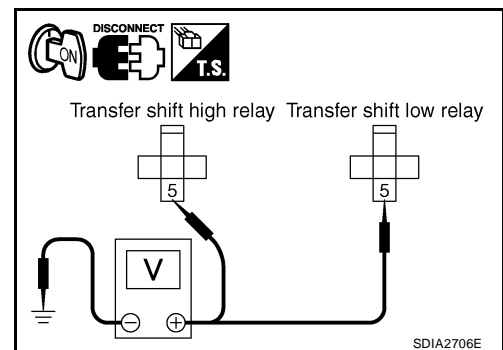 DISCONNECT
ON
T.S.
Transfer shift high relay Transfer shift low relay
5 5
V
− +
SDIA2706E